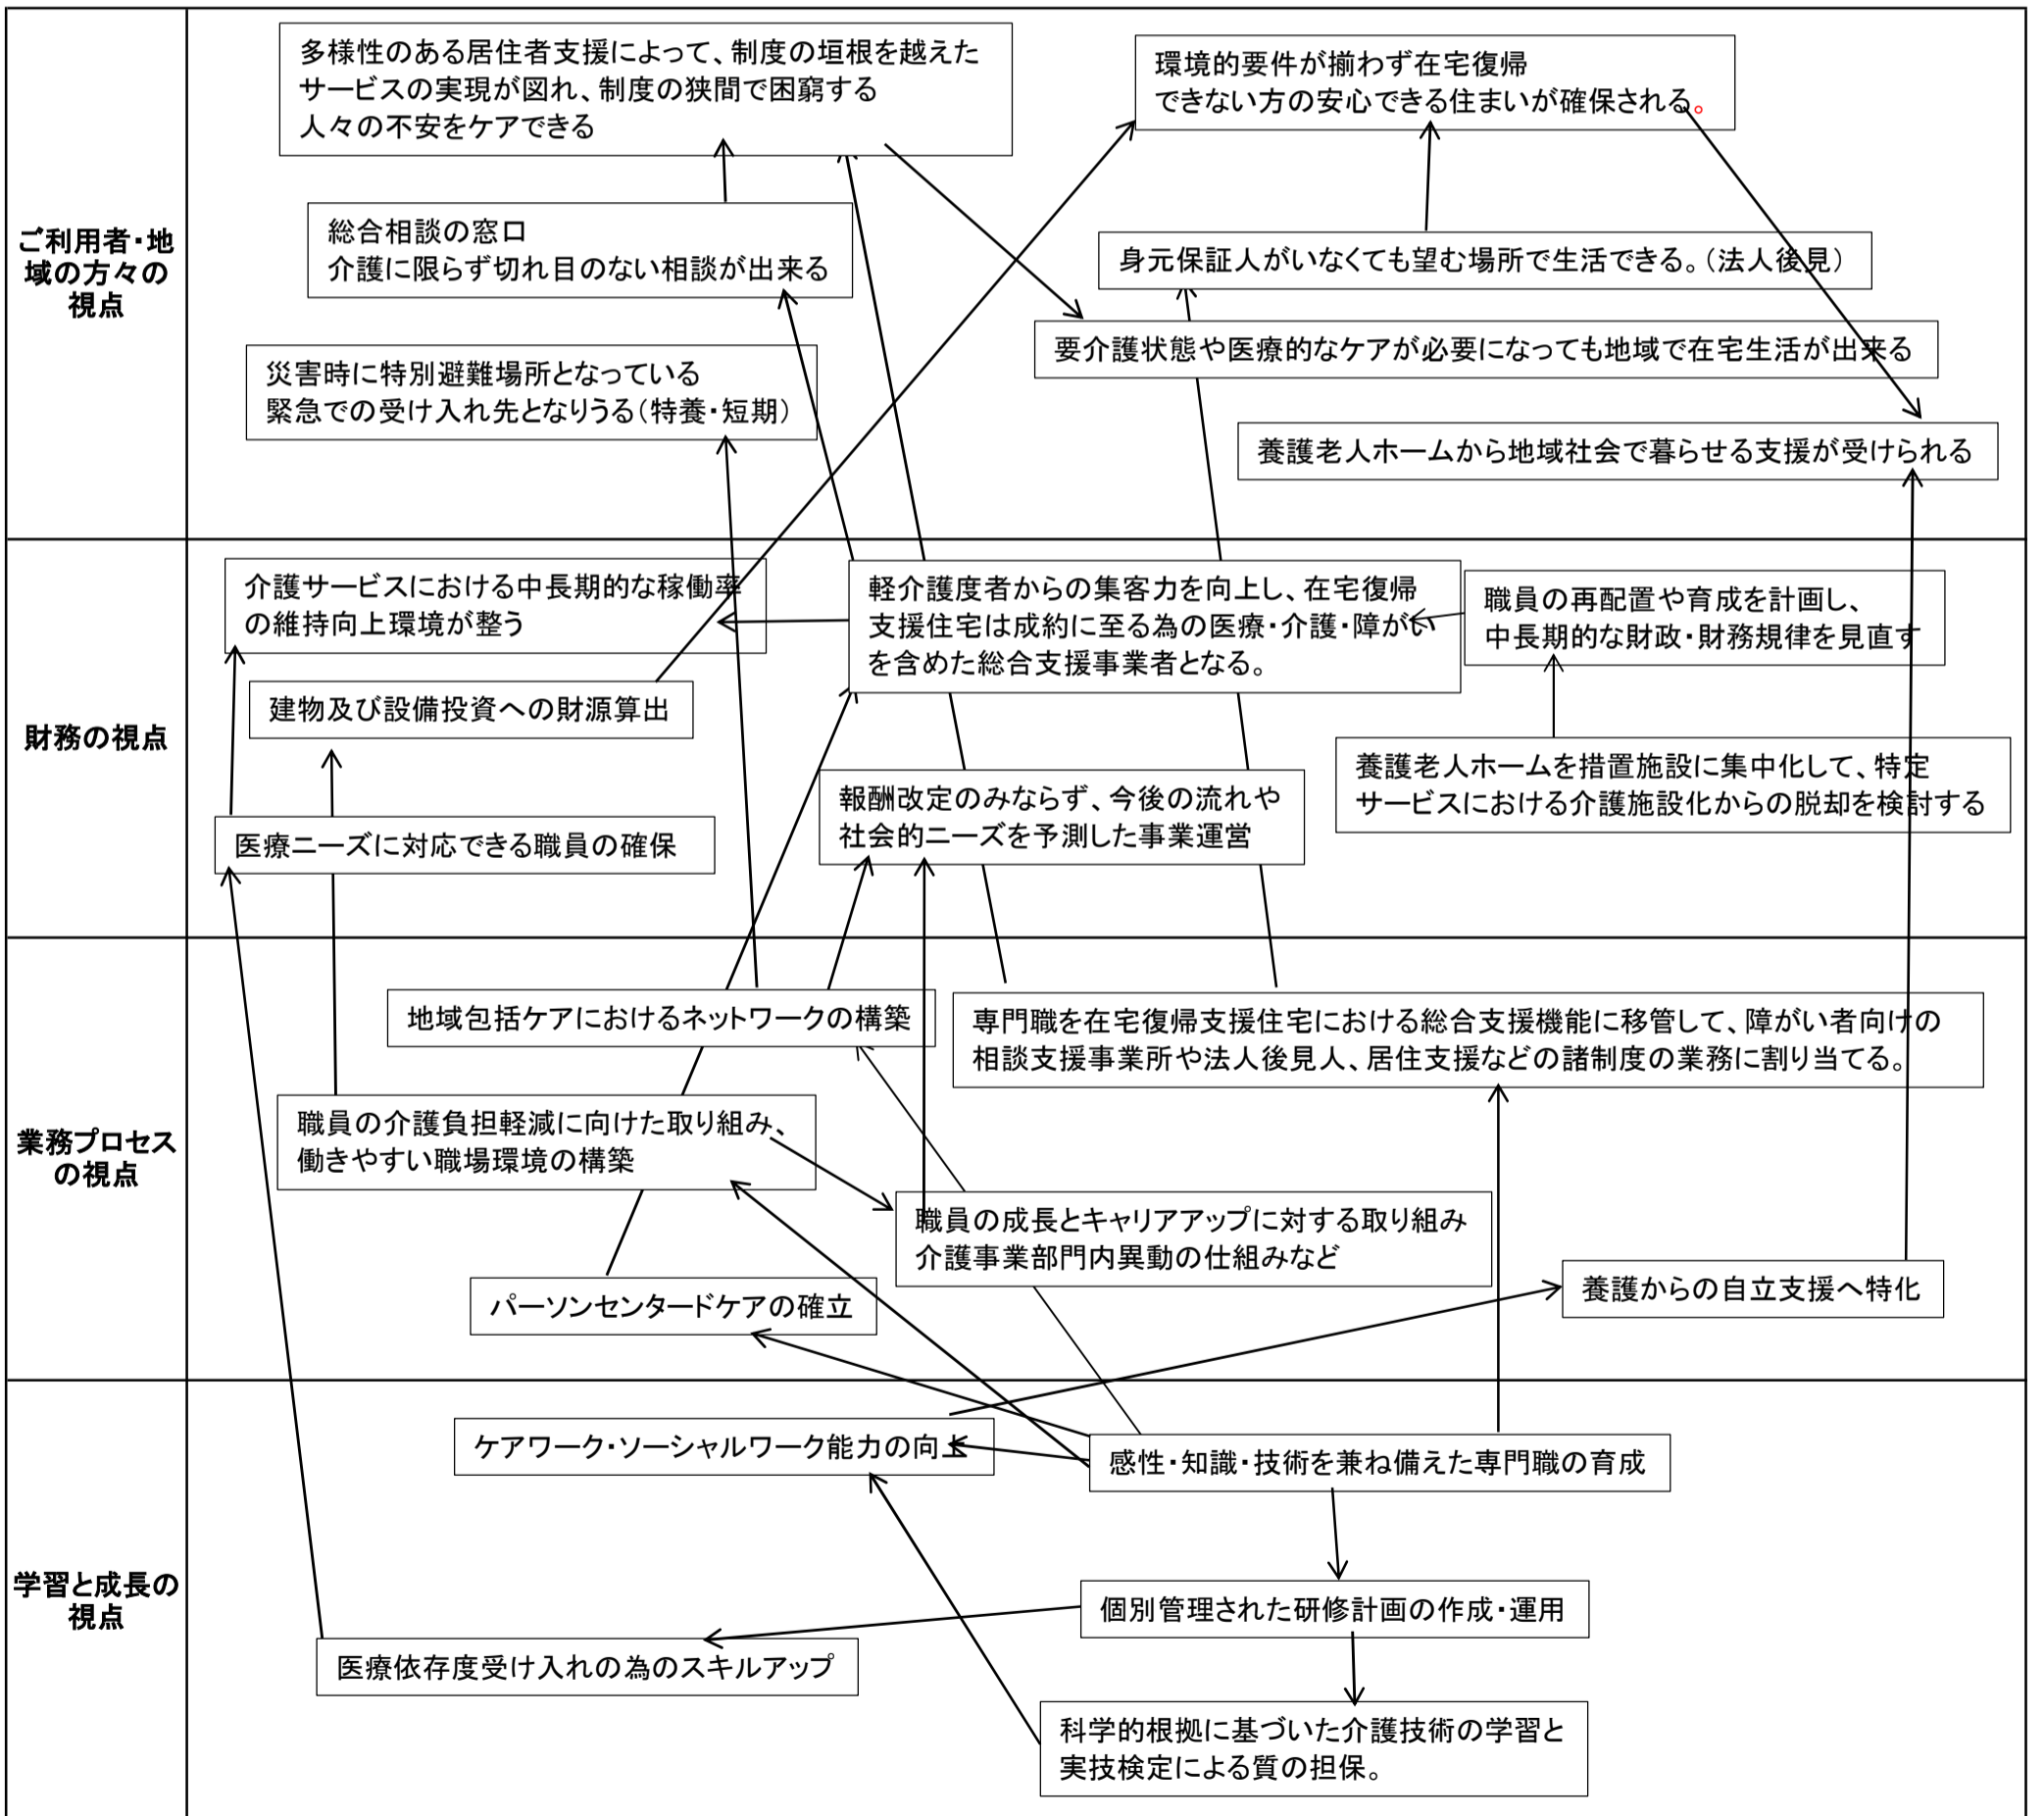 ご利用者・地
域の方々の
視点
多様性のある居住者支援によって、制度の垣根を越えた
サービスの実現が図れ、制度の狭間で困窮する
人々の不安をケアできる
環境的要件が揃わず在宅復帰
できない方の安心できる住まいが確保される。
総合相談の窓口
介護に限らず切れ目のない相談が出来る
身元保証人がいなくても望む場所で生活できる。（法人後見）
要介護状態や医療的なケアが必要になっても地域で在宅生活が出来る
災害時に特別避難場所となっている
緊急での受け入れ先となりうる（特養・短期）
養護老人ホームから地域社会で暮らせる支援が受けられる
財務の視点
介護サービスにおける中長期的な稼働率
の維持向上環境が整う
軽介護度者からの集客力を向上し、在宅復帰
支援住宅は成約に至る為の医療・介護・障がい
を含めた総合支援事業者となる。
職員の再配置や育成を計画し、
中長期的な財政・財務規律を見直す
建物及び設備投資への財源算出
養護老人ホームを措置施設に集中化して、特定
サービスにおける介護施設化からの脱却を検討する
報酬改定のみならず、今後の流れや
社会的ニーズを予測した事業運営
医療ニーズに対応できる職員の確保
業務プロセス
の視点
地域包括ケアにおけるネットワークの構築
専門職を在宅復帰支援住宅における総合支援機能に移管して、障がい者向けの
相談支援事業所や法人後見人、居住支援などの諸制度の業務に割り当てる。
職員の介護負担軽減に向けた取り組み、
働きやすい職場環境の構築
職員の成長とキャリアアップに対する取り組み
介護事業部門内異動の仕組みなど
養護からの自立支援へ特化
パーソンセンタードケアの確立
学習と成長の
視点
ケアワーク・ソーシャルワーク能力の向上
感性・知識・技術を兼ね備えた専門職の育成
個別管理された研修計画の作成・運用
医療依存度受け入れの為のスキルアップ
科学的根拠に基づいた介護技術の学習と
実技検定による質の担保。